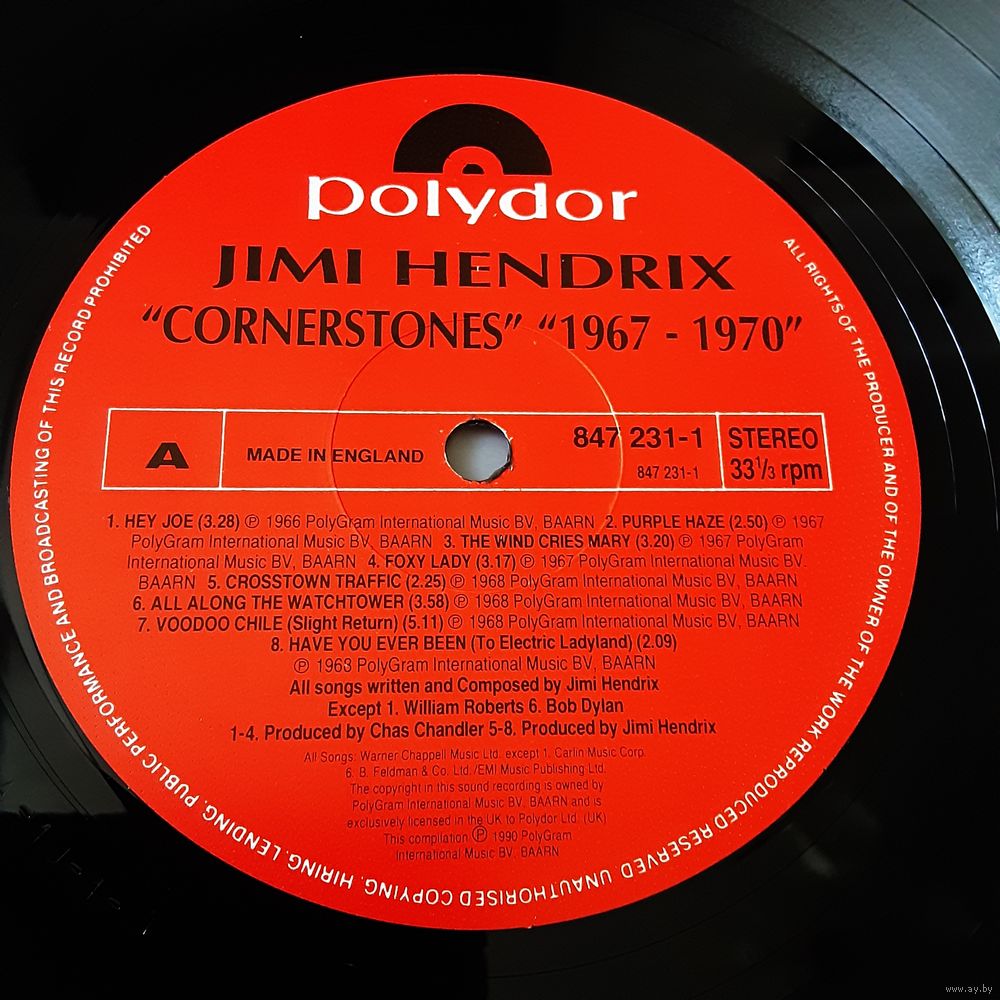 polydor
JIMI HENDRIX
“CORNERSTONES” “1967 - 1970”
A
MADE IN ENGLAND
847 231-1
847 231-1
STEREO
33⅓ rpm
1. HEY JOE (3.28) ℗ 1966 PolyGram International Music BV, BAARN 2. PURPLE HAZE (2.50) ℗ 1967
PolyGram International Music BV, BAARN 3. THE WIND CRIES MARY (3.20) ℗ 1967 PolyGram
International Music BV, BAARN 4. FOXY LADY (3.17) ℗ 1967 PolyGram International Music BV.
BAARN 5. CROSSTOWN TRAFFIC (2.25) ℗ 1968 PolyGram International Music BV, BAARN
6. ALL ALONG THE WATCHTOWER (3.58) ℗ 1968 PolyGram International Music BV, BAARN
7. VOODOO CHILE (Slight Return) (5.11) ℗ 1968 PolyGram International Music BV, BAARN
8. HAVE YOU EVER BEEN (To Electric Ladyland) (2.09)
℗ 1963 PolyGram International Music BV, BAARN
All songs written and Composed by Jimi Hendrix
Except 1. William Roberts 6. Bob Dylan
1-4. Produced by Chas Chandler 5-8. Produced by Jimi Hendrix
All Songs: Warner Chappell Music Ltd. except 1. Carlin Music Corp.
6. B. Feldman & Co. Ltd./EMI Music Publishing Ltd.
The copyright in this sound recording is owned by
PolyGram International Music BV, BAARN and is
exclusively licensed in the UK to Polydor Ltd. (UK)
This compilation ℗ 1990 PolyGram
International Music BV, BAARN
ALL RIGHTS OF THE PRODUCER AND OF THE OWNER OF THE WORK REPRODUCED RESERVED UNAUTHORISED COPYING. HIRING. LENDING. PUBLIC PERFORMANCE AND BROADCASTING OF THIS RECORD PROHIBITED
www.ay.by